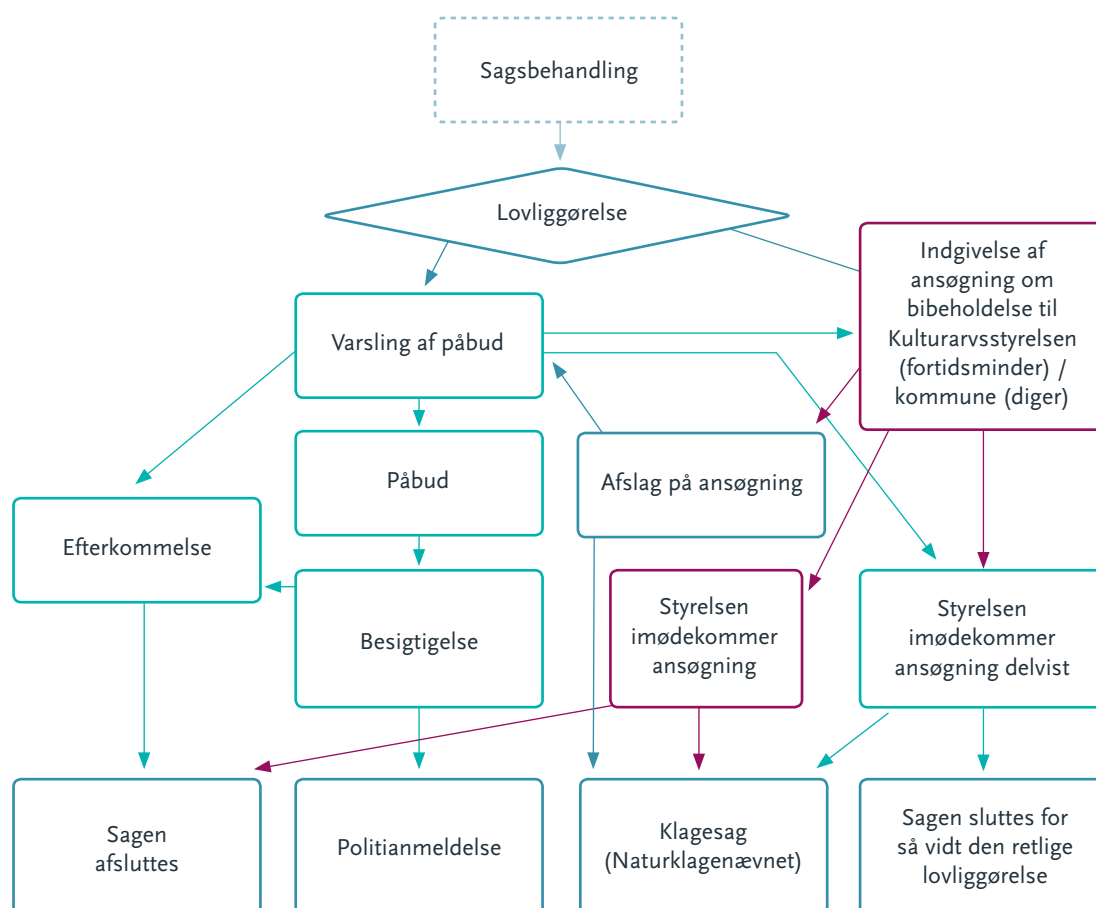 Sagsbehandling
Lovliggørelse
Indgivelse af
ansøgning om
bibeholdelse til
Kulturarvsstyrelsen
(fortidsminder) /
kommune (diger)
Varsling af påbud
Påbud
Afslag på ansøgning
Efterkommelse
Besigtigelse
Styrelsen
imødekommer
ansøgning
Styrelsen
imødekommer
ansøgning delvist
Sagen
afsluttes
Politianmeldelse
Klagesag
(Naturklagenævnet)
Sagen sluttes for
så vidt den retlige
lovliggørelse